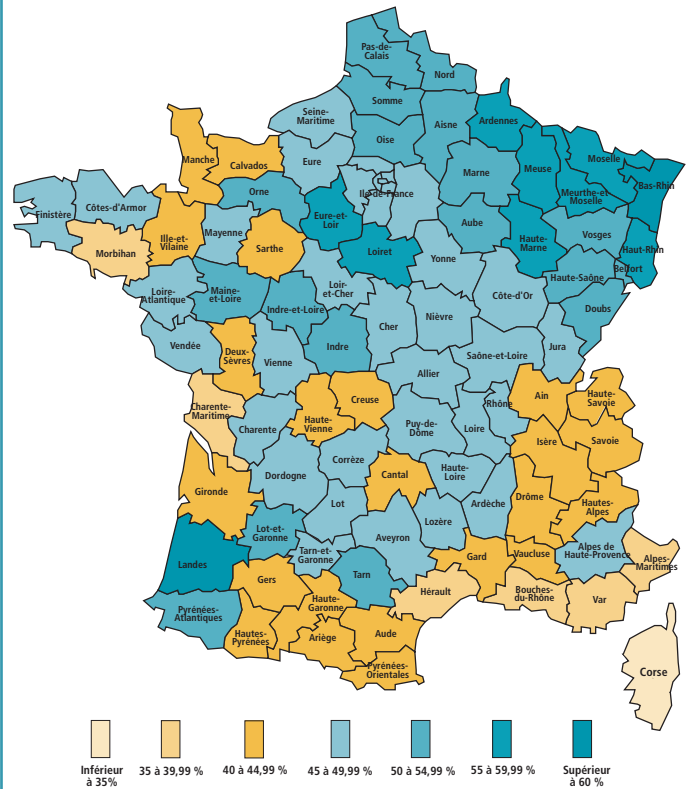 Pas-de-
Calais
Nord
Somme
Seine-
Maritime
Ardennes
Aisne
Oise
Manche
Calvados
Eure
Moselle
Meuse
Marne
Ile-de-France
Bas-Rhin
Meurthe-et
Moselle
Orne
Finistère
Côtes-d'Armor
Eure-et
Loir
Aube
Mayenne
Ille-et-
Vilaine
Sarthe
Haute-
Marne
Vosges
Haut-Rhin
Morbihan
Loiret
Yonne
Belfort
Haute-Saône
Loire-
Atlantique
Maine-
et-Loire
Loir-
et-Cher
Côte-d'Or
Indre-et-Loire
Doubs
Nièvre
Cher
Vendée
Deux-
Sèvres
Indre
Jura
Saône-et-Loire
Vienne
Allier
Ain
Haute-
Savoie
Creuse
Rhône
Charente-
Maritime
Haute-
Vienne
Puy-de-
Dôme
Loire
Charente
Isère
Savoie
Corrèze
Haute-
Loire
Dordogne
Cantal
Gironde
Drôme
Ardèche
Hautes-
Alpes
Lot
Lozère
Lot-et-
Garonne
Aveyron
Alpes de
Haute-Provence
Tarn-et-
Garonne
Gard
Vaucluse
Alpes-
Maritimes
Landes
Tarn
Gers
Hérault
Bouches-
du-Rhône
Var
Haute-
Garonne
Pyrénées-
Atlantiques
Hautes-
Pyrénées
Ariège
Aude
Pyrénées-
Orientales
Corse
Inférieur
à 35%
35 à 39,99 %
40 à 44,99 %
45 à 49,99 %
50 à 54,99 %
55 à 59,99 %
Supérieur
à 60 %